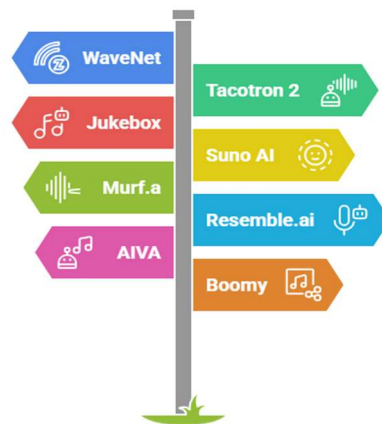 WaveNet
Tacotron 2
Jukebox
Suno AI
Murf.a
Resemble.ai
AIVA
Boomy